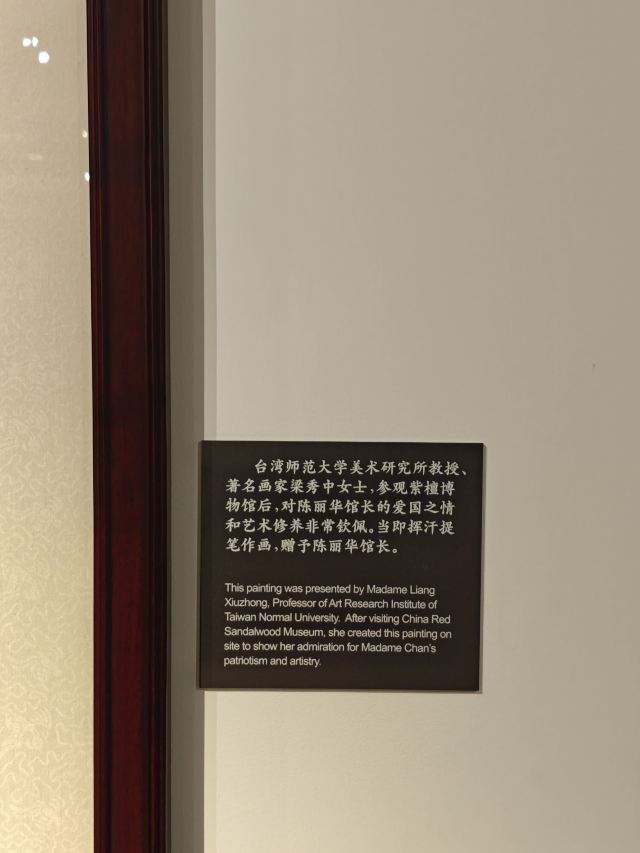 台湾师范大学美术研究所教授、
著名画家梁秀中女士，参观紫檀博
物馆后，对陈丽华馆长的爱国之情
和艺术修养非常钦佩。当即挥汗提
笔作画，赠予陈丽华馆长。
This painting was presented by Madame Liang
Xiuzhong, Professor of Art Research Institute of
Taiwan Normal University. After visiting China Red
Sandalwood Museum, she created this painting on
site to show her admiration for Madame Chan's
patriotism and artistry.